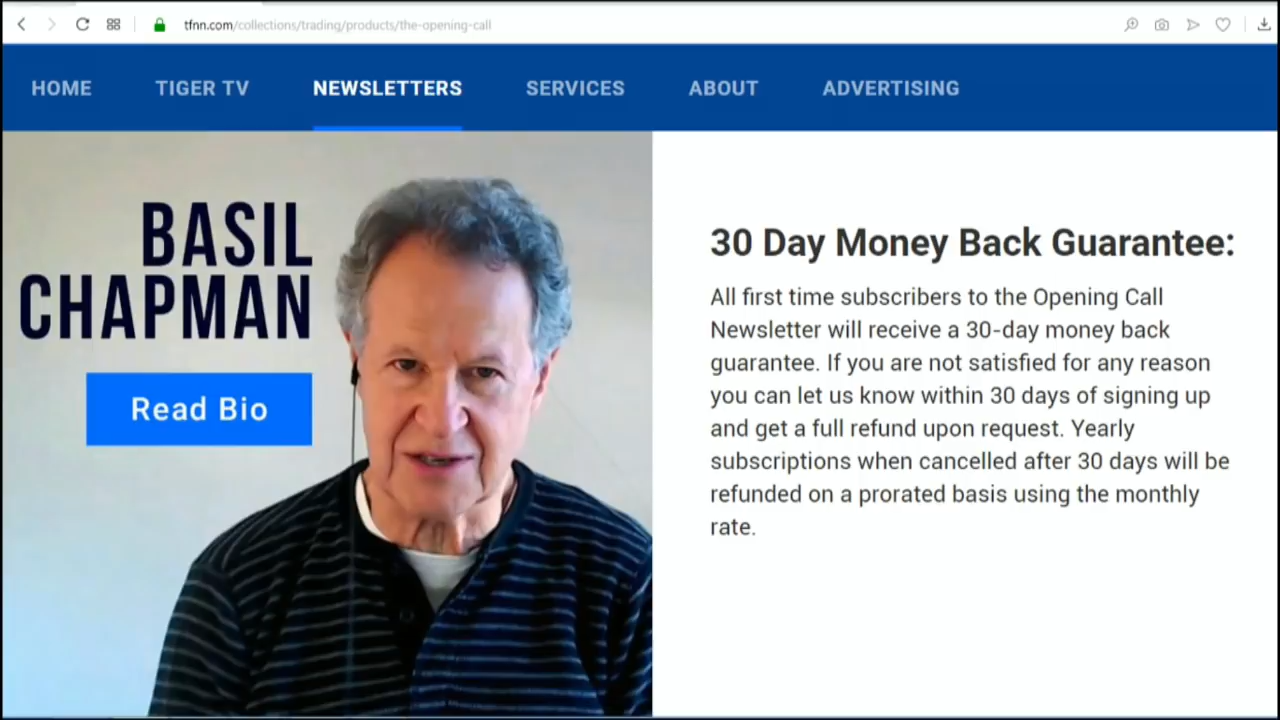 tfnn.com/collections/trading/products/the-opening-call
HOME TIGER TV NEWSLETTERS SERVICES ABOUT ADVERTISING
BASIL
CHAPMAN
Read Bio
30 Day Money Back Guarantee:
All first time subscribers to the Opening Call
Newsletter will receive a 30-day money back
guarantee. If you are not satisfied for any reason
you can let us know within 30 days of signing up
and get a full refund upon request. Yearly
subscriptions when cancelled after 30 days will be
refunded on a prorated basis using the monthly
rate.